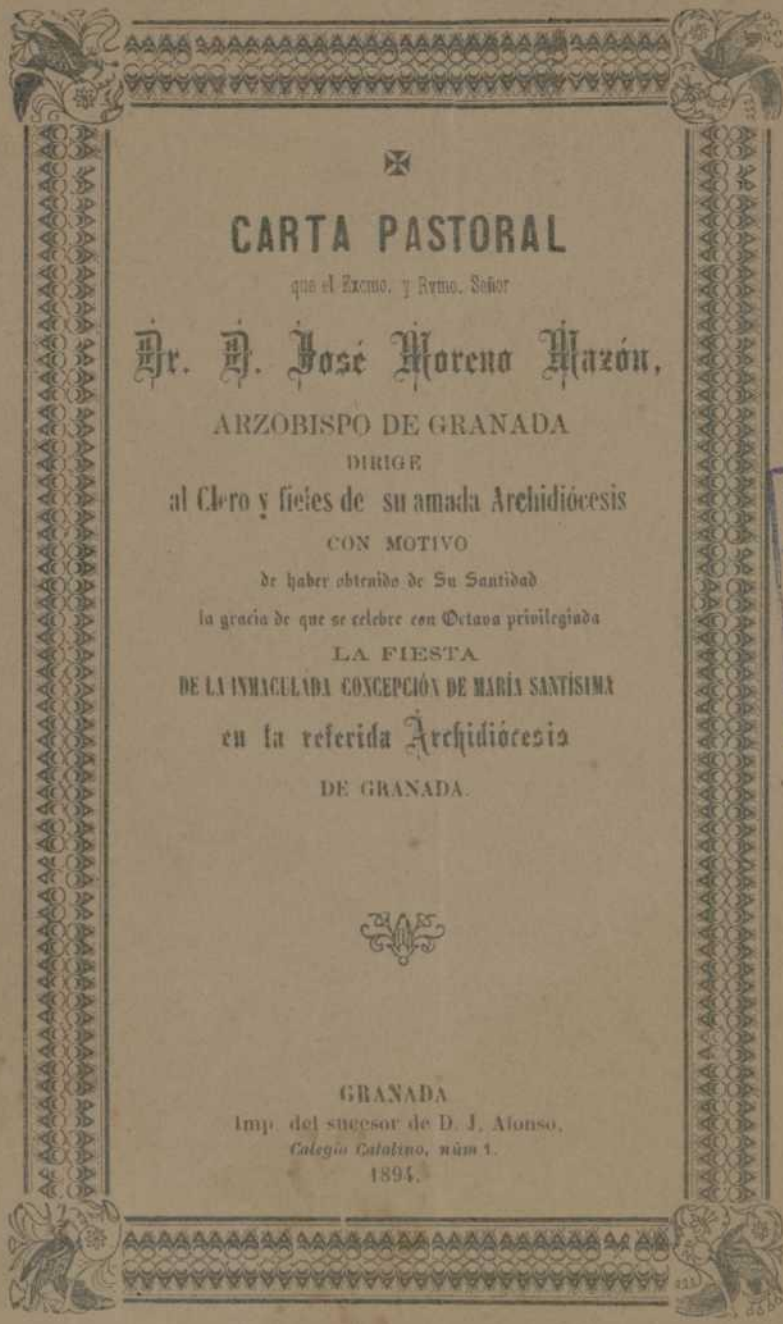 CARTA PASTORAL
que el Excmo. y Rvmo. Señor
Dr. D. José Moreno Mazón,
ARZOBISPO DE GRANADA
DIRIGE
al Clero y fieles de su amada Archidiócesis
CON MOTIVO
de haber obtenido de Su Santidad
la gracia de que se celebre con Octava privilegiada
LA FIESTA
DE LA INMACULADA CONCEPCIÓN DE MARÍA SANTÍSIMA
en la referida Archidiócesis
DE GRANADA.
GRANADA
Imp. del sucesor de D. J. Alonso,
Colegio Catalino, núm 1.
1894.